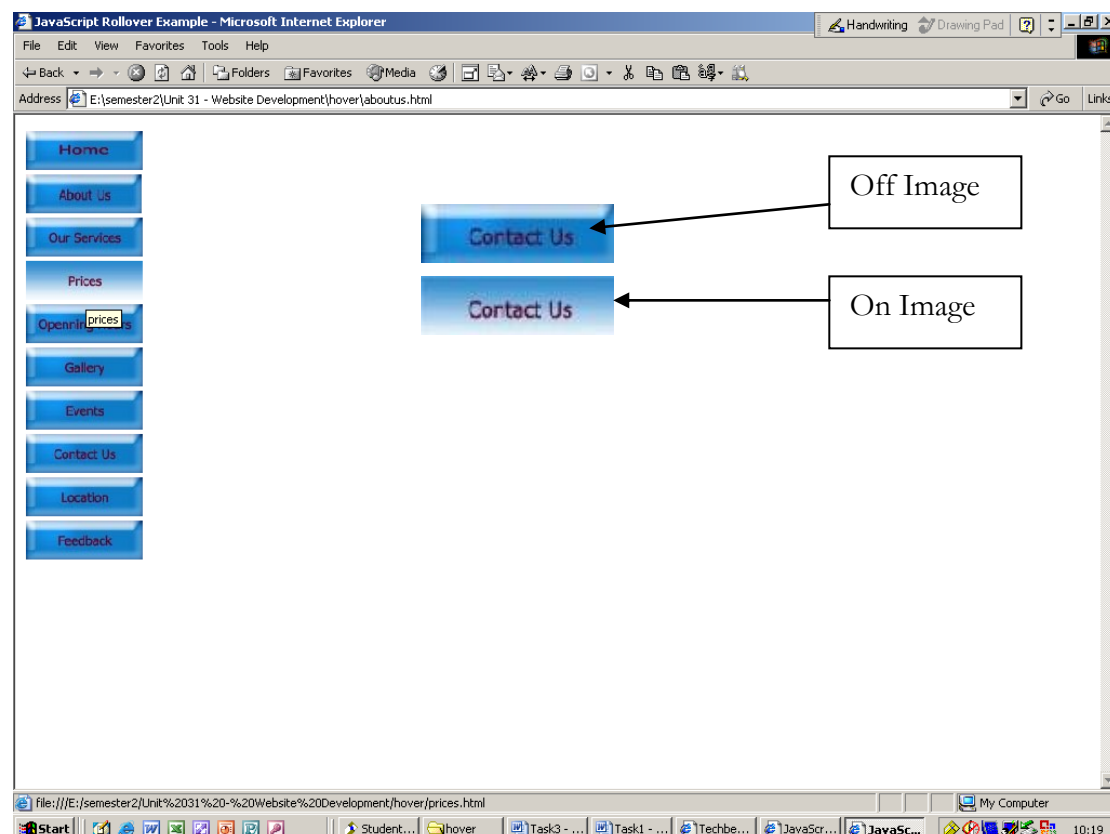 JavaScript Rollover Example - Microsoft Internet Explorer
Handwriting Drawing Pad
File Edit View Favorites Tools Help
Back Folders Favorites Media
Address E:\semester2\Unit 31 - Website Development\hover\aboutus.html Go Links
Home
About Us
Our Services
Prices
Openning
prices
Gallery
Events
Contact Us
Location
Feedback
Contact Us
Contact Us
Off Image
On Image
file:///E:/semester2/Unit%2031%20-%20Website%20Development/hover/prices.html My Computer
Start Student... hover Task3 - ... Task1 - ... Techbe... JavaScr... JavaSc... 10:19